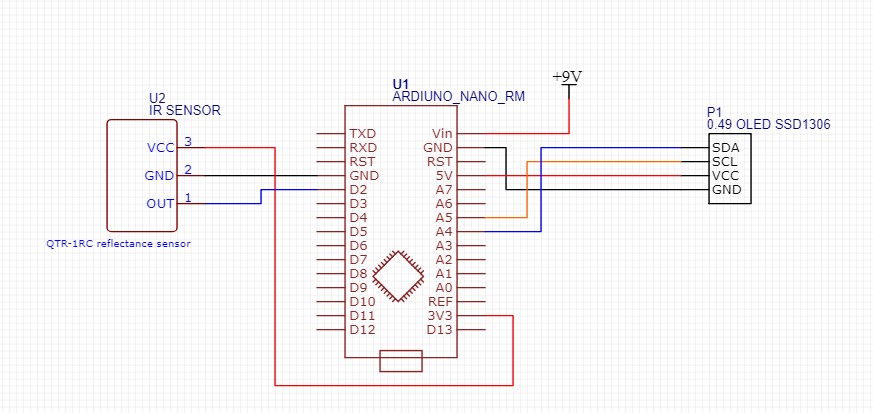 +9V
U1
ARDIUNO_NANO_RM
U2
IR SENSOR
VCC 3
GND 2
OUT 1
QTR-1RC reflectance sensor
TXD Vin
RXD GND
RST RST
GND 5V
D2 A7
D3 A6
D4 A5
D5 A4
D6 A3
D7 A2
D8 A1
D9 A0
D10 REF
D11 3V3
D12 D13
P1
0.49 OLED SSD1306
SDA
SCL
VCC
GND